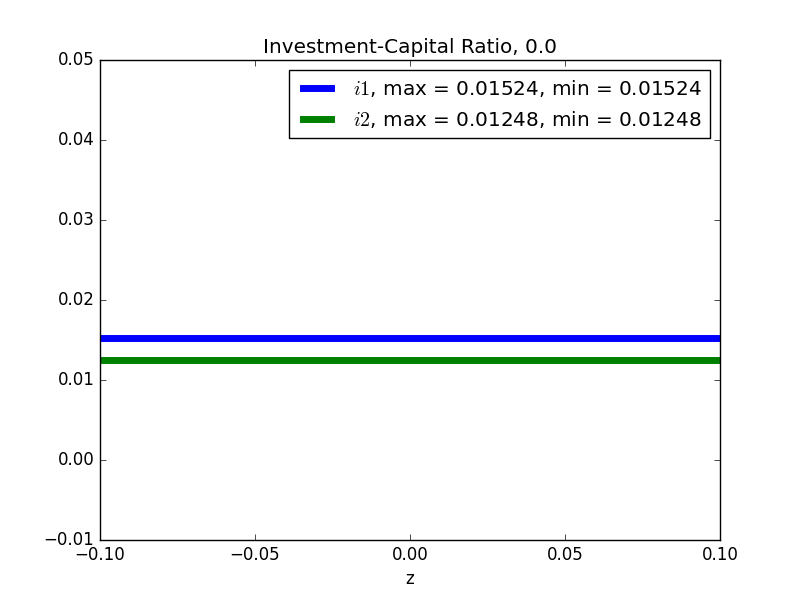 Investment-Capital Ratio, 0.0
i1, max = 0.01524, min = 0.01524
i2, max = 0.01248, min = 0.01248
0.05
0.04
0.03
0.02
0.01
0.00
−0.01
−0.10 −0.05 0.00 0.05 0.10
z